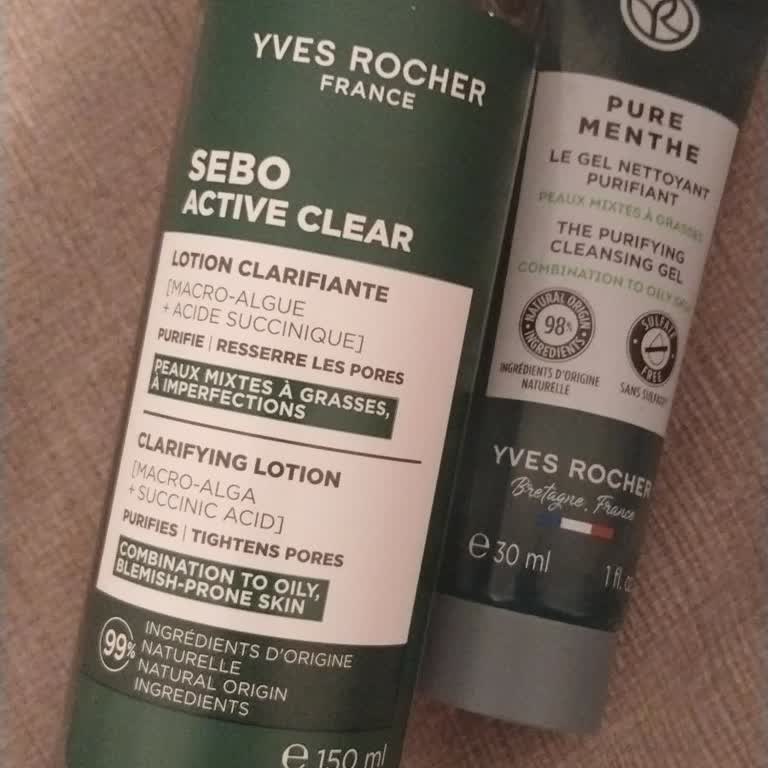 YVES ROCHER
FRANCE
SEBO
ACTIVE CLEAR
LOTION CLARIFIANTE
[MACRO-ALGUE
+ ACIDE SUCCINIQUE]
PURIFIE | RESSERRE LES PORES
PEAUX MIXTES À GRASSES,
À IMPERFECTIONS
CLARIFYING LOTION
[MACRO-ALGA
+ SUCCINIC ACID]
PURIFIES | TIGHTENS PORES
COMBINATION TO OILY,
BLEMISH-PRONE SKIN
99%
INGRÉDIENTS D'ORIGINE
NATURELLE
NATURAL ORIGIN
INGREDIENTS
e 150 ml
YR
PURE
MENTHE
LE GEL NETTOYANT
PURIFIANT
PEAUX MIXTES À GRASSES
THE PURIFYING
CLEANSING GEL
COMBINATION TO OILY
NATURAL ORIGIN
98%
INGREDIENTS
INGRÉDIENTS D'ORIGINE
NATURELLE
SULFATE
FREE
SANS
YVES ROCHER
Bretagne, France
e 30 ml
1 fl.